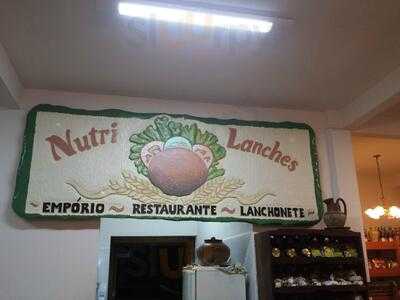 Nutri Lanches
EMPÓRIO ~ RESTAURANTE ~ LANCHONETE